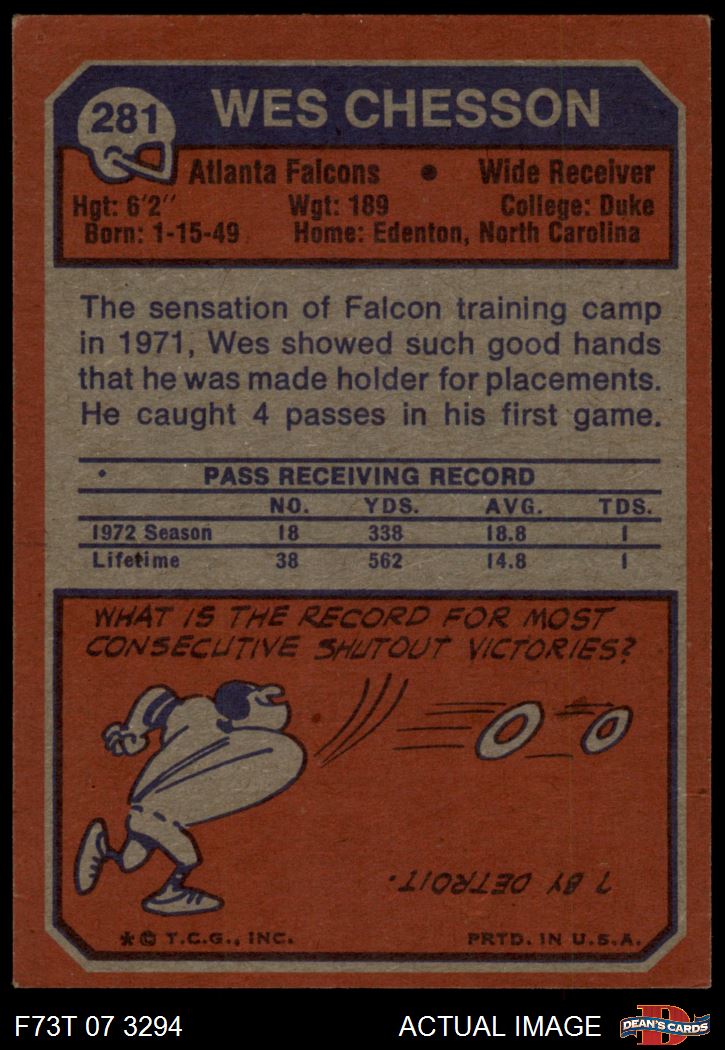 281 WES CHESSON
Atlanta Falcons • Wide Receiver
Hgt: 6'2" Wgt: 189 College: Duke
Born: 1-15-49 Home: Edenton, North Carolina
The sensation of Falcon training camp
in 1971, Wes showed such good hands
that he was made holder for placements.
He caught 4 passes in his first game.
PASS RECEIVING RECORD
NO. YDS. AVG. TDS.
1972 Season 18 338 18.8 1
Lifetime 38 562 14.8 1
WHAT IS THE RECORD FOR MOST
CONSECUTIVE SHUTOUT VICTORIES?
7 BY DETROIT.
* © T.C.G., INC. PRTD. IN U.S.A.
F73T 07 3294 ACTUAL IMAGE D DEAN'S CARDS